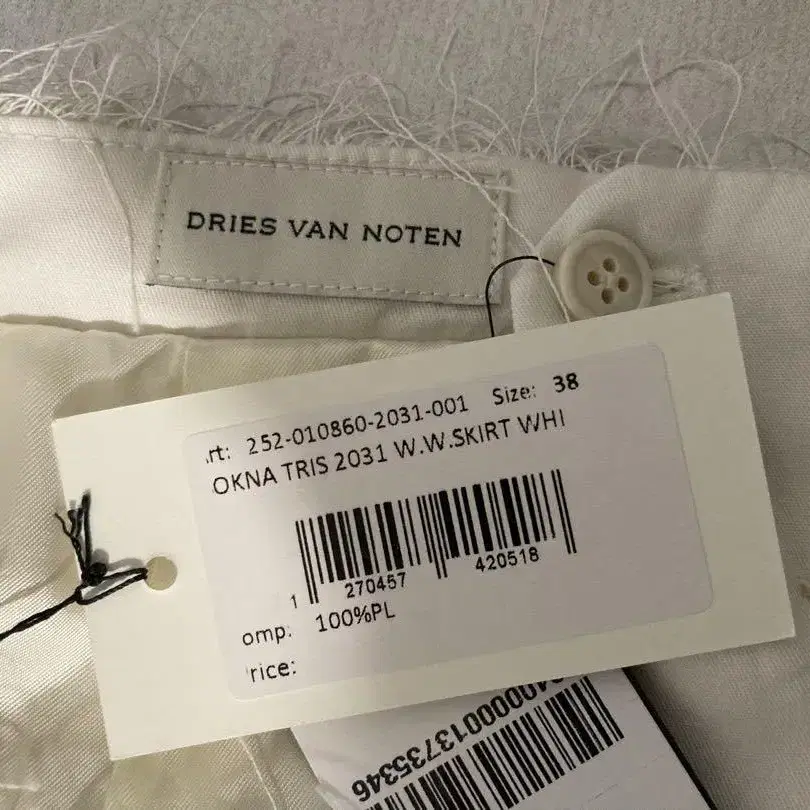 DRIES VAN NOTEN
rt: 252-010860-2031-001 Size: 38
OKNA TRIS 2031 W.W.SKIRT WHI
1 270457 420518
omp: 100%PL
rice:
400000013735346